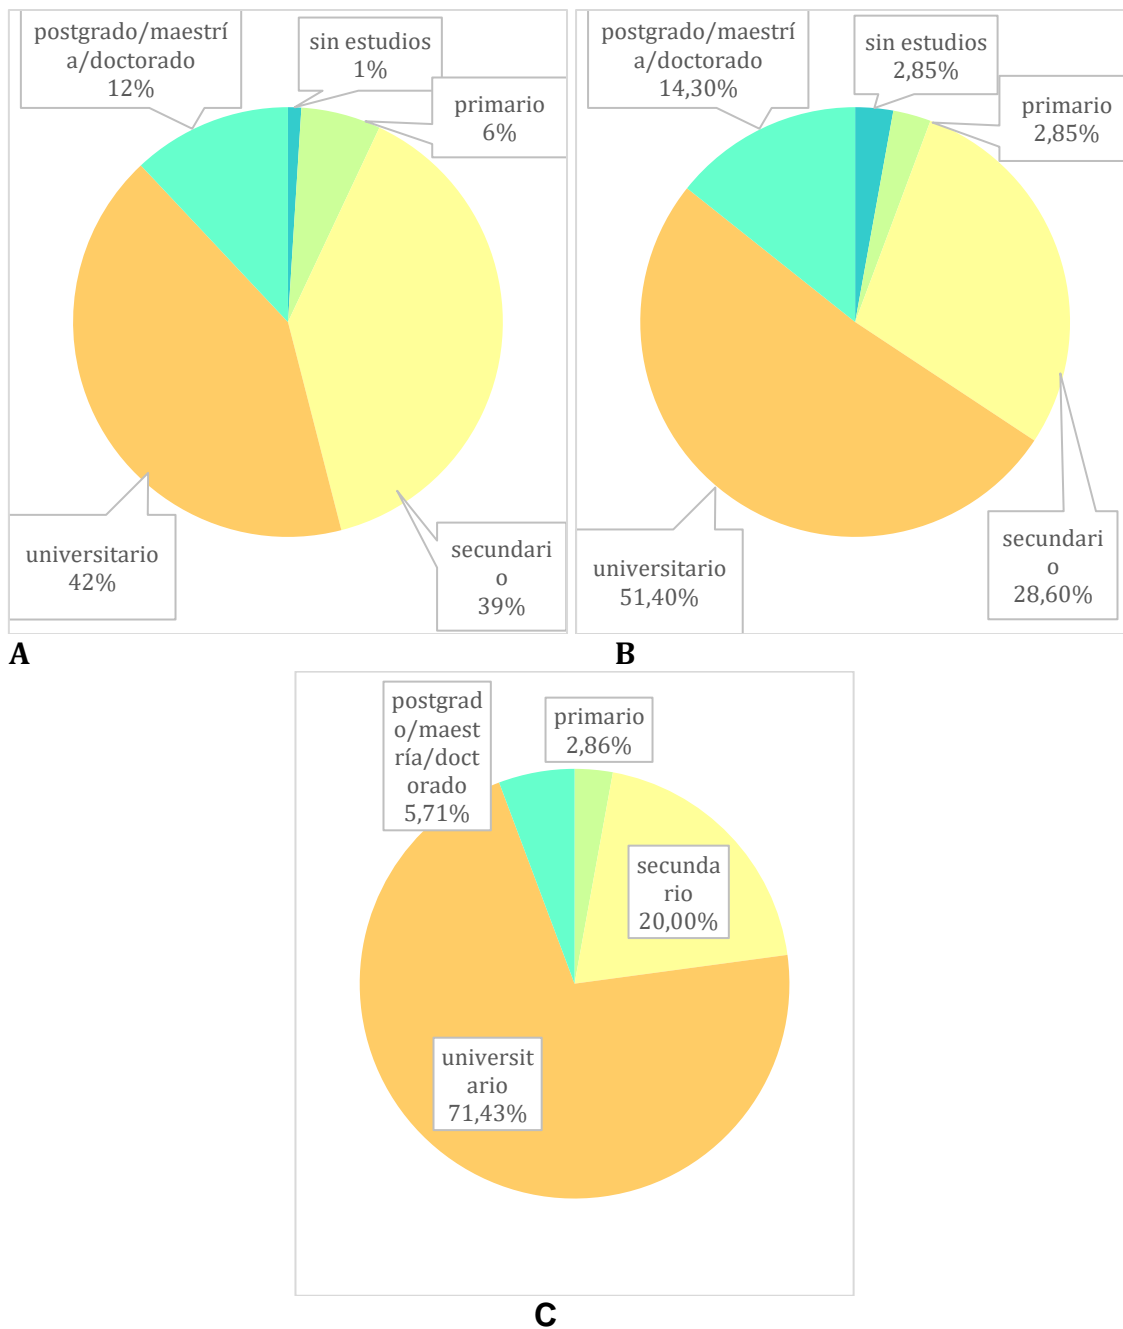 postgrado/maestrí
a/doctorado
12%
sin estudios
1%
primario
6%
universitario
42%
secundari
o
39%
A
postgrado/maestrí
a/doctorado
14,30%
sin estudios
2,85%
primario
2,85%
universitario
51,40%
secundari
o
28,60%
B
postgrad
o/maest
ría/doct
orado
5,71%
primario
2,86%
secunda
rio
20,00%
universit
ario
71,43%
C